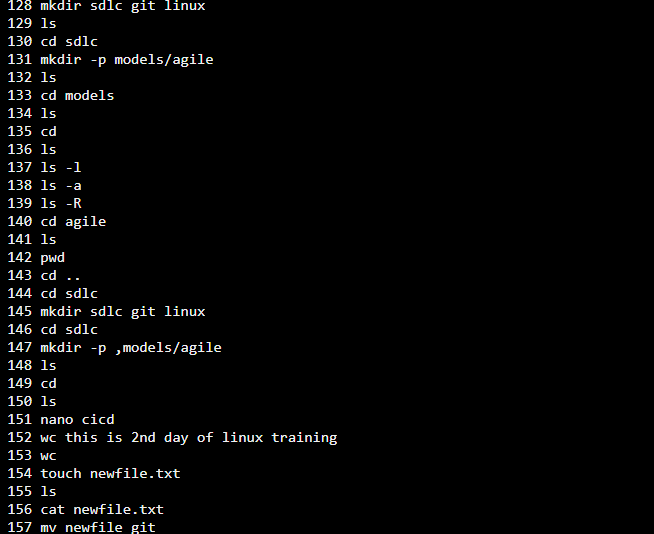 128 mkdir sdlc git linux
129 ls
130 cd sdlc
131 mkdir -p models/agile
132 ls
133 cd models
134 ls
135 cd
136 ls
137 ls -l
138 ls -a
139 ls -R
140 cd agile
141 ls
142 pwd
143 cd ..
144 cd sdlc
145 mkdir sdlc git linux
146 cd sdlc
147 mkdir -p ,models/agile
148 ls
149 cd
150 ls
151 nano cicd
152 wc this is 2nd day of linux training
153 wc
154 touch newfile.txt
155 ls
156 cat newfile.txt
157 mv newfile git